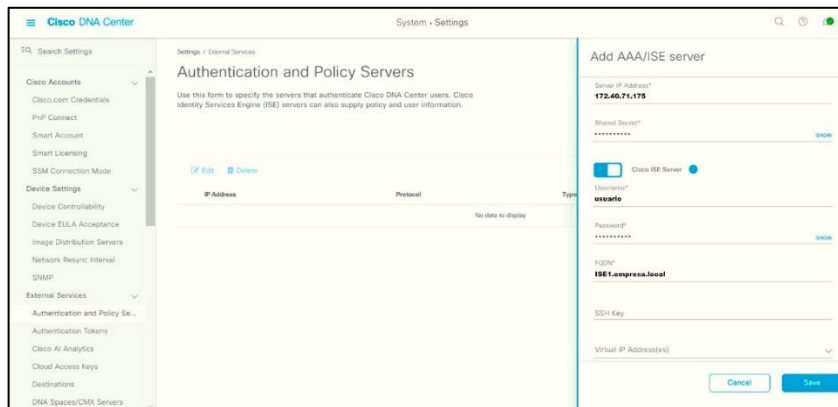 Cisco DNA Center
System · Settings
Search Settings
Cisco Accounts
Cisco.com Credentials
PnP Connect
Smart Account
Smart Licensing
SSM Connection Mode
Device Settings
Device Controllability
Device EULA Acceptance
Image Distribution Servers
Network Resync Interval
SNMP
External Services
Authentication and Policy Se...
Authentication Tokens
Cisco AI Analytics
Cloud Access Keys
Destinations
DNA Spaces/CMX Servers
Settings / External Services
Authentication and Policy Servers
Use this form to specify the servers that authenticate Cisco DNA Center users. Cisco
Identity Services Engine (ISE) servers can also supply policy and user information.
Edit Delete
IP Address Protocol Type
No data to display
Add AAA/ISE server
Server IP Address*
172.40.71.175
Shared Secret*
•••••••••• SHOW
Cisco ISE Server
Username*
usuario
Password*
•••••••••• SHOW
FQDN*
ISE1.empresa.local
SSH Key
Virtual IP Address(es)
Cancel Save